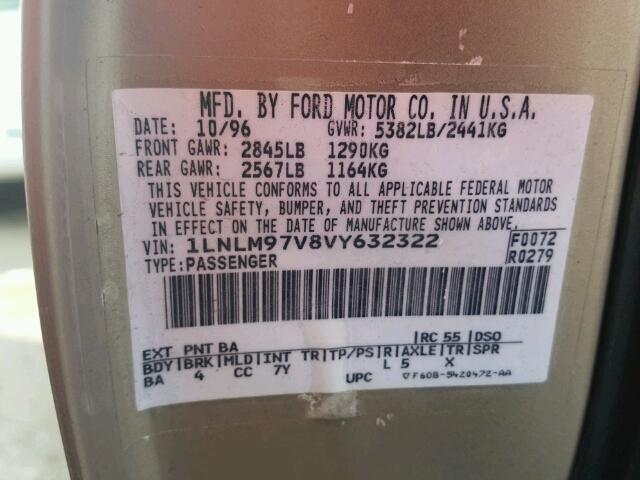 MFD. BY FORD MOTOR CO. IN U.S.A.
DATE: 10/96 GVWR: 5382LB/2441KG
FRONT GAWR: 2845LB 1290KG
REAR GAWR: 2567LB 1164KG
THIS VEHICLE CONFORMS TO ALL APPLICABLE FEDERAL MOTOR
VEHICLE SAFETY, BUMPER, AND THEFT PREVENTION STANDARDS
IN EFFECT ON THE DATE OF MANUFACTURE SHOWN ABOVE.
VIN: 1LNLM97V8VY632322 F0072
TYPE: PASSENGER R0279
EXT PNT BA RC 55 DSO
BDY BRK MLD INT TR TP/PS R AXLE TR SPR
BA 4 CC 7Y L 5 X
UPC F60B-5420472-AA